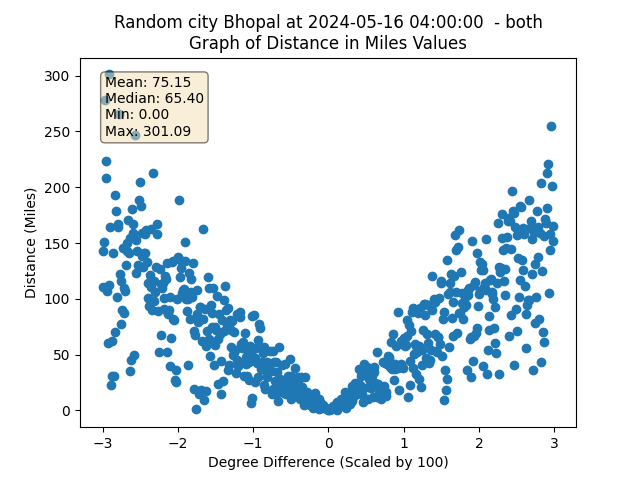 Random city Bhopal at 2024-05-16 04:00:00  - both
Graph of Distance in Miles Values
300
250
200
150
100
50
0
Distance (Miles)
Mean: 75.15
Median: 65.40
Min: 0.00
Max: 301.09
−3
−2
−1
0
1
2
3
Degree Difference (Scaled by 100)